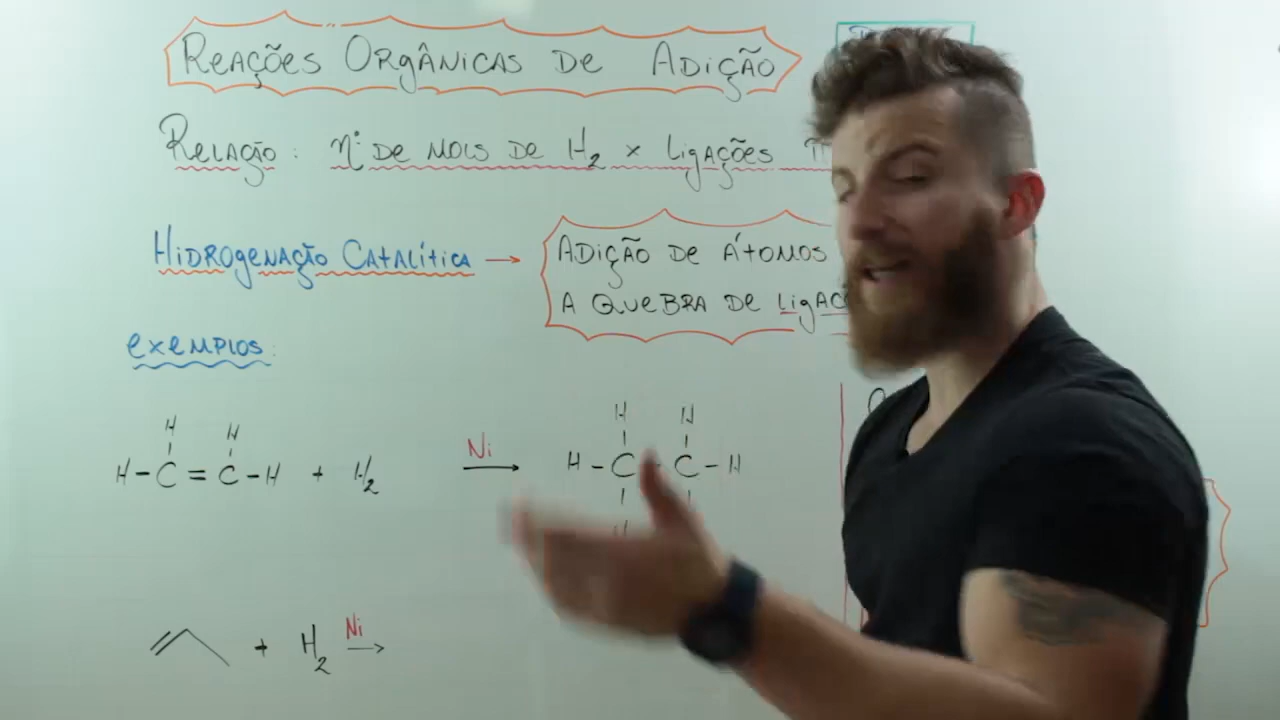 Reações Orgânicas de Adição
Relação: nº de mols de H2 x Ligações π
Hidrogenação Catalítica →
Adição de átomos
a quebra de
exemplos:
H H
H - C = C - H + H2 Ni → H - C - C - H
H
+ H2 Ni →